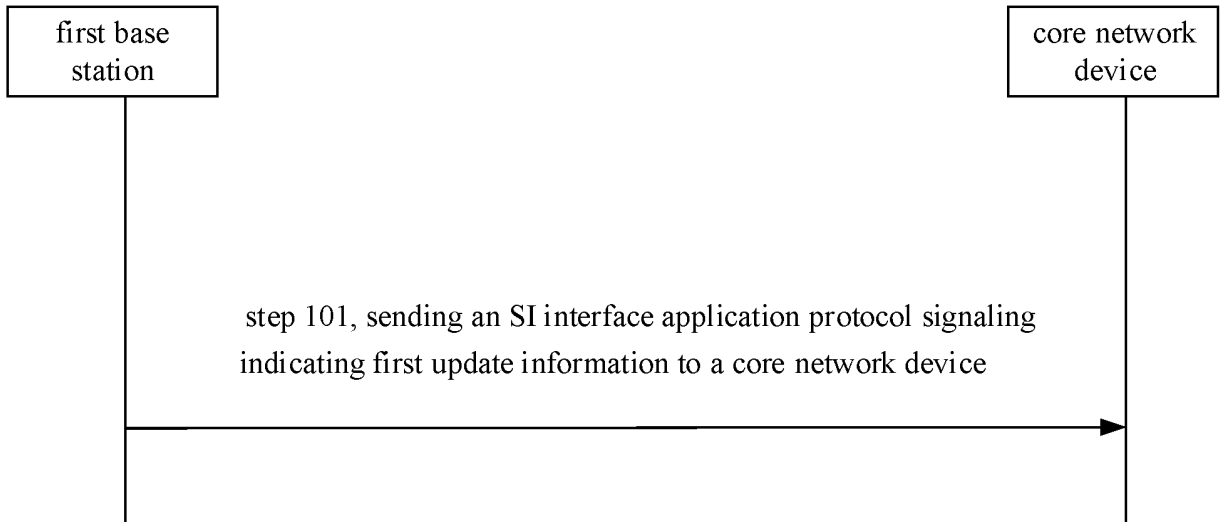 first base
station
core network
device
step 101, sending an SI interface application protocol signaling
indicating first update information to a core network device